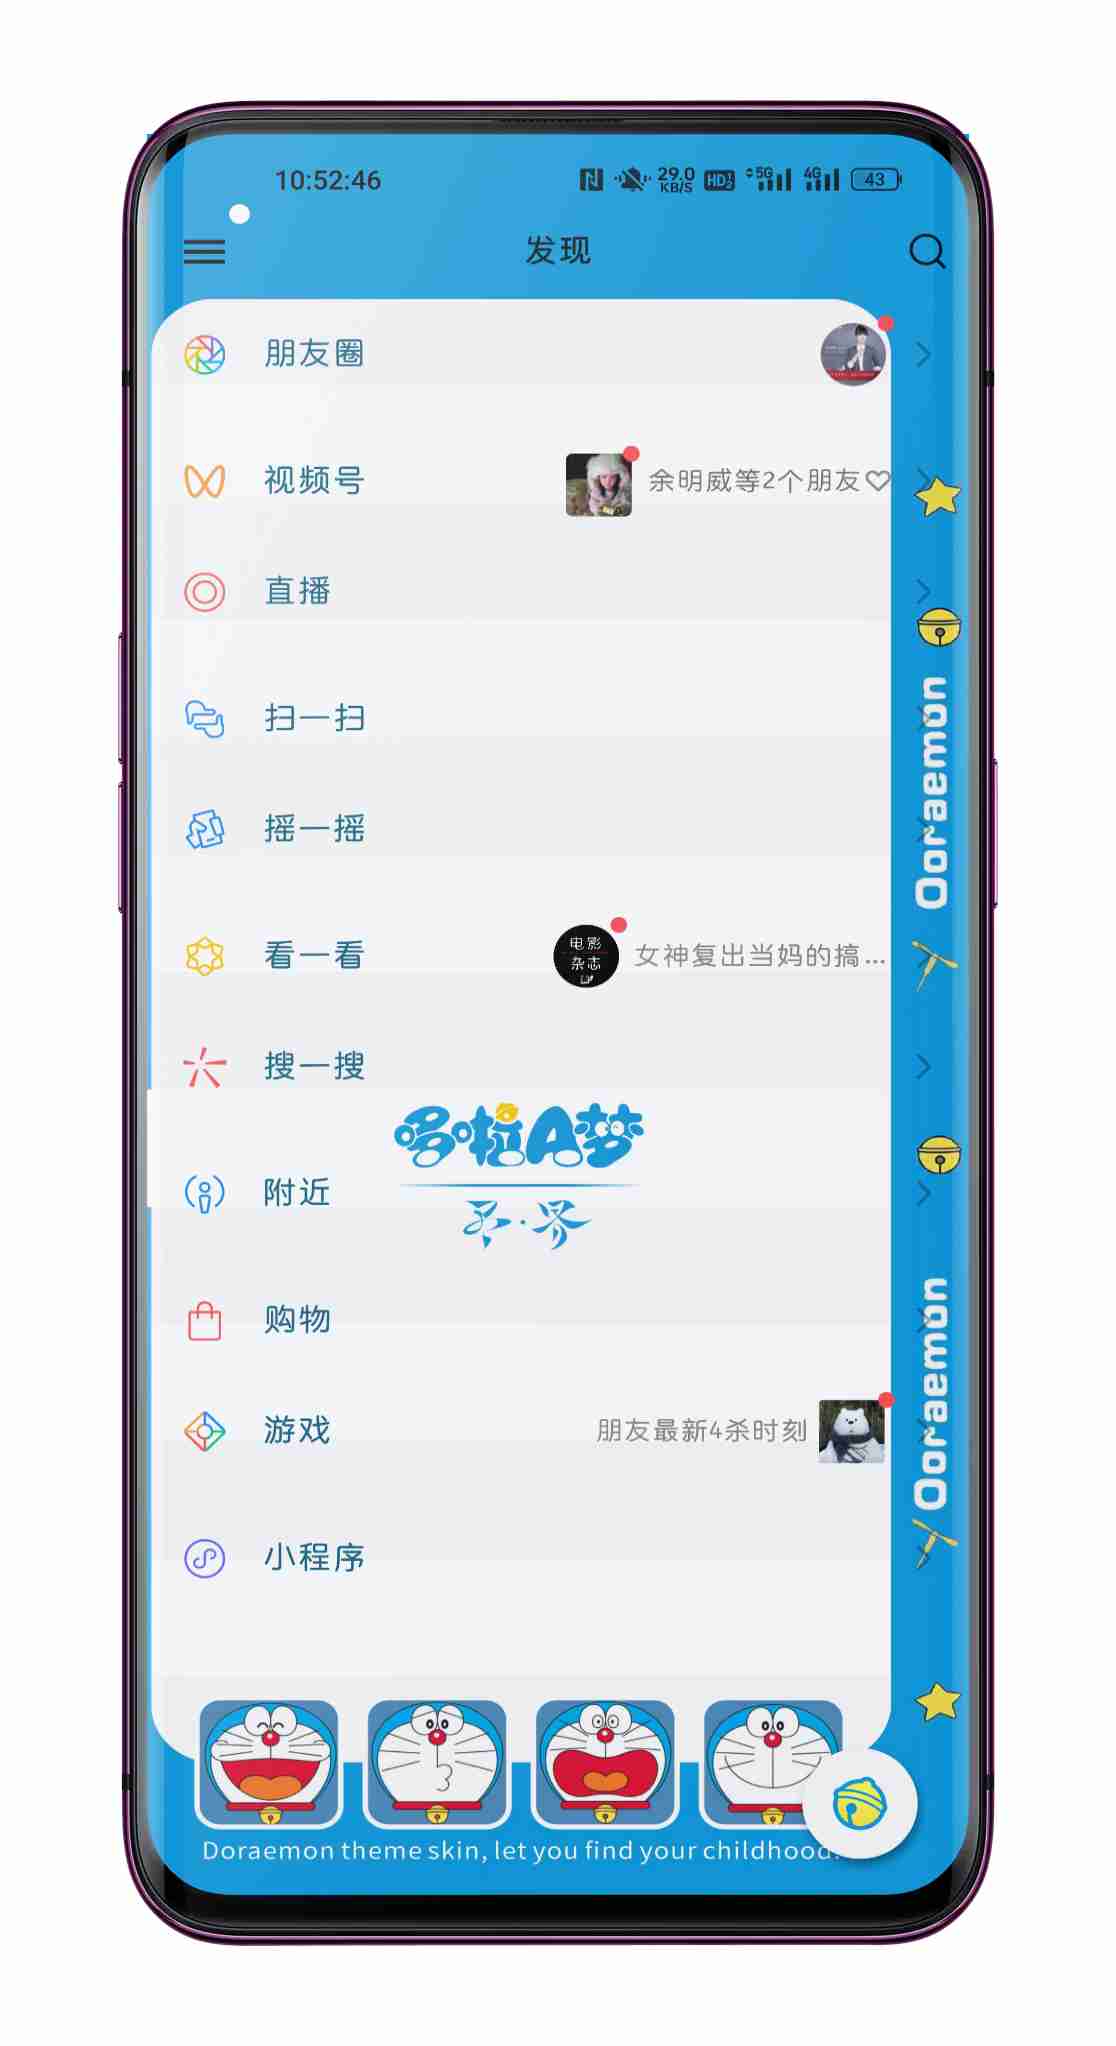 10:52:46 29.0 KB/S HD 1 2 5G 4G 43
发现
朋友圈
视频号 余明威等2个朋友♡
直播
扫一扫
摇一摇
看一看 电影杂志 女神复出当妈的搞...
搜一搜
哆啦A梦
附近
购物
游戏 朋友最新4杀时刻
小程序
Doraemon
Doraemon
Doraemon theme skin, let you find your childhood.